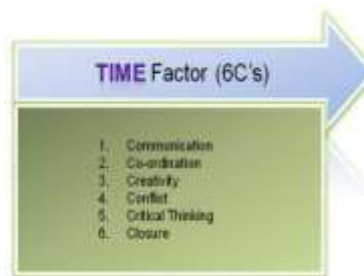 TIME Factor (6C's)
1. Communication
2. Co-ordination
3. Creativity
4. Conflict
5. Critical Thinking
6. Closure